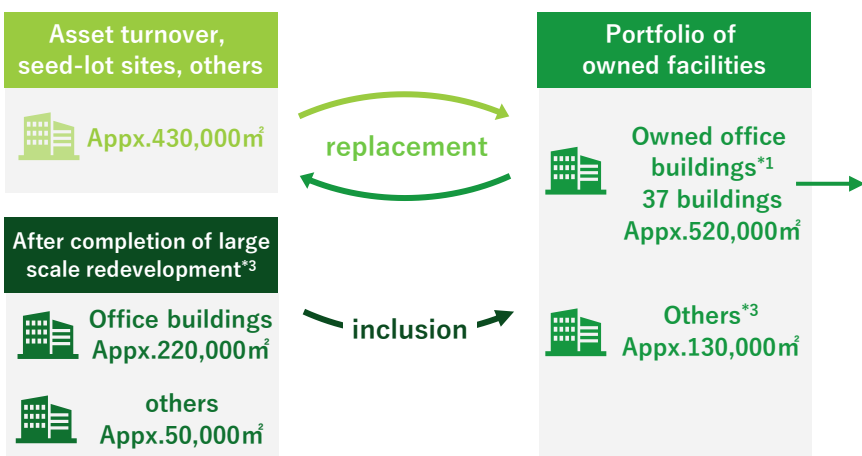 Asset turnover,
seed-lot sites, others
Appx.430,000㎡
replacement
Portfolio of
owned facilities
Owned office
buildings*1
37 buildings
Appx.520,000㎡
Others*3
Appx.130,000㎡
After completion of large
scale redevelopment*3
Office buildings
Appx.220,000㎡
others
Appx.50,000㎡
inclusion